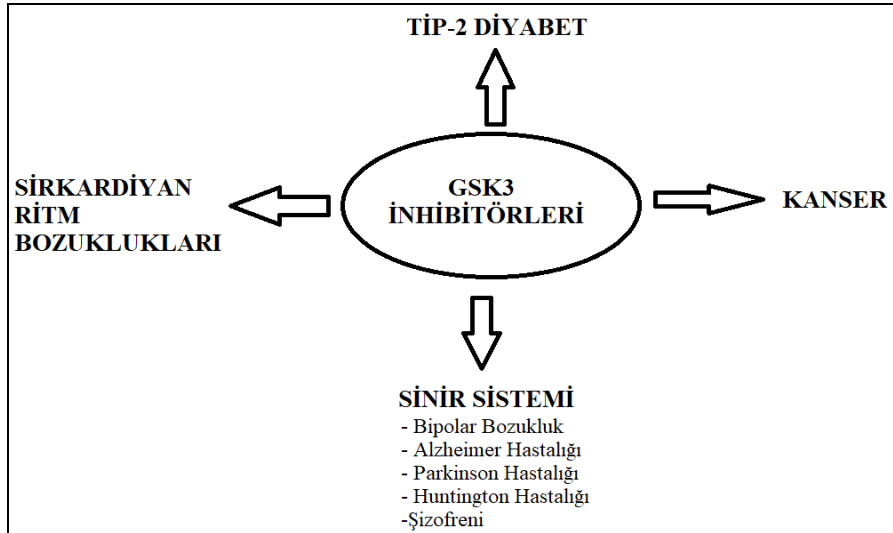 TİP-2 DİYABET
SİRKARDİYAN
RİTM
BOZUKLUKLARI
GSK3
İNHİBİTÖRLERİ
KANSER
SİNİR SİSTEMİ
- Bipolar Bozukluk
- Alzheimer Hastalığı
- Parkinson Hastalığı
- Huntington Hastalığı
-Şizofreni